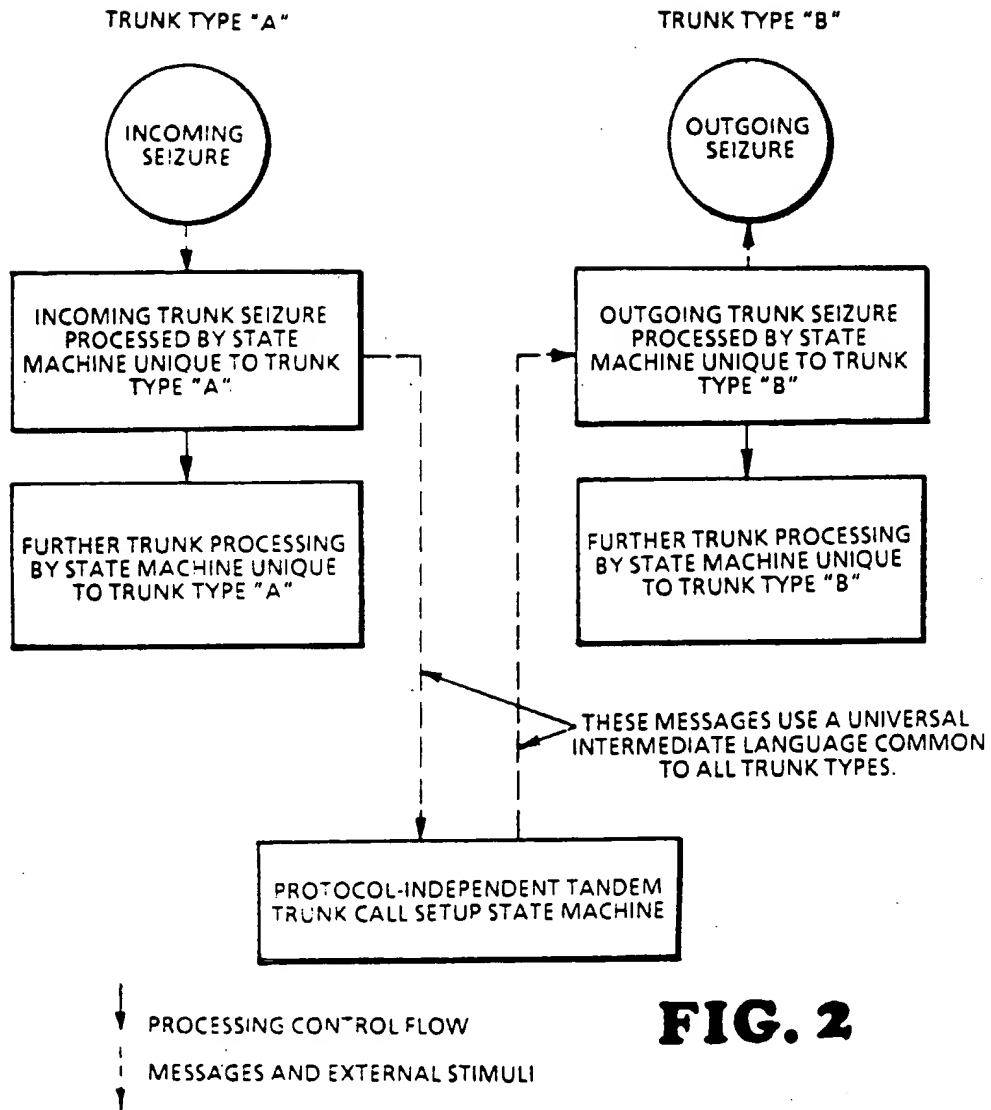 TRUNK TYPE "A"
TRUNK TYPE "B"
INCOMING
SEIZURE
OUTGOING
SEIZURE
INCOMING TRUNK SEIZURE
PROCESSED BY STATE
MACHINE UNIQUE TO TRUNK
TYPE "A".
OUTGOING TRUNK SEIZURE
PROCESSED BY STATE
MACHINE UNIQUE TO TRUNK
TYPE "B"
FURTHER TRUNK PROCESSING
BY STATE MACHINE UNIQUE
TO TRUNK TYPE "A"
FURTHER TRUNK PROCESSING
BY STATE MACHINE UNIQUE
TO TRUNK TYPE "B"
THESE MESSAGES USE A UNIVERSAL
INTERMEDIATE LANGUAGE COMMON
TO ALL TRUNK TYPES.
PROTOCOL-INDEPENDENT TANDEM
TRUNK CALL SETUP STATE MACHINE
PROCESSING CONTROL FLOW
MESSAGES AND EXTERNAL STIMULI
FIG. 2